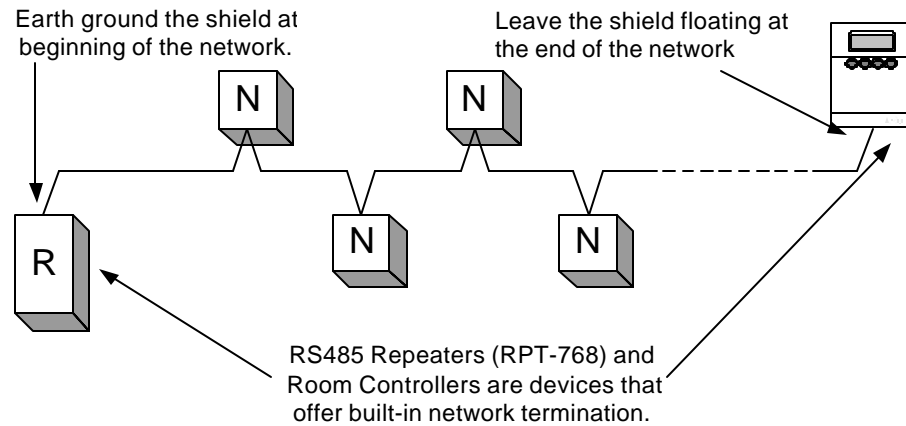 Earth ground the shield at
beginning of the network.
Leave the shield floating at
the end of the network
N
N
N
N
R
RS485 Repeaters (RPT-768) and
Room Controllers are devices that
offer built-in network termination.